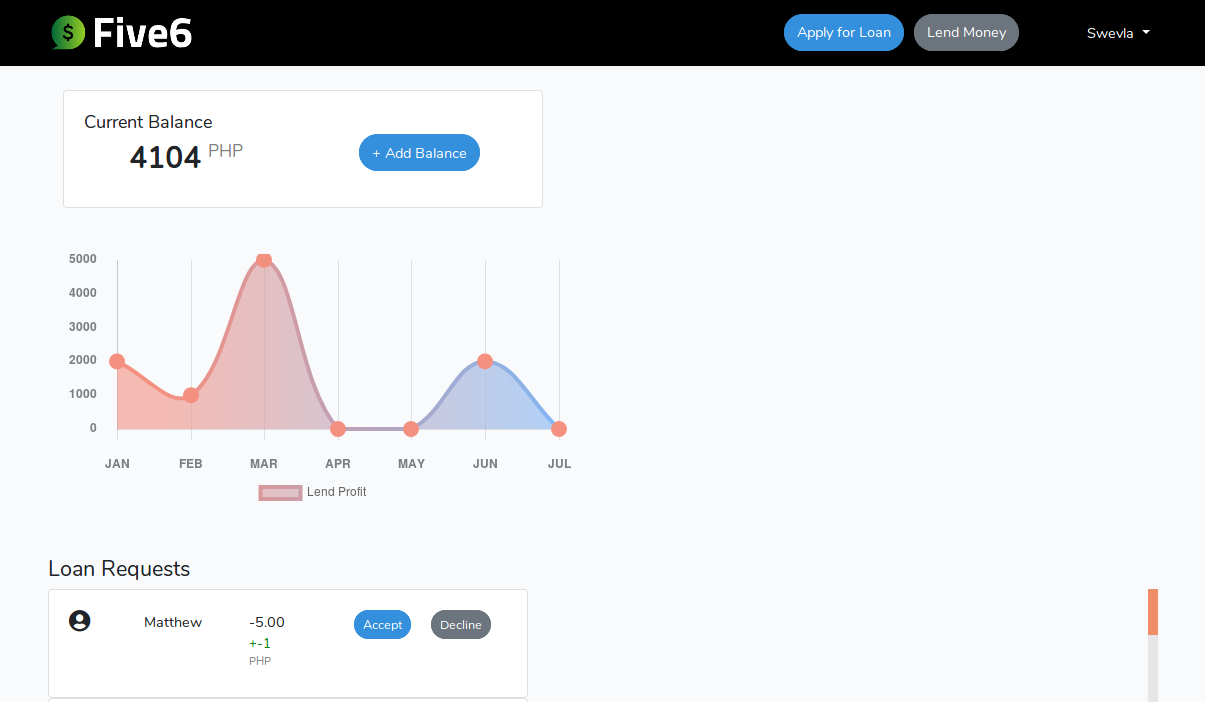 $ Five6
Apply for Loan
Lend Money
Swevla
Current Balance
4104 PHP
+ Add Balance
5000
4000
3000
2000
1000
0
JAN FEB MAR APR MAY JUN JUL
Lend Profit
Loan Requests
Matthew -5.00 Accept Decline
+-1
PHP